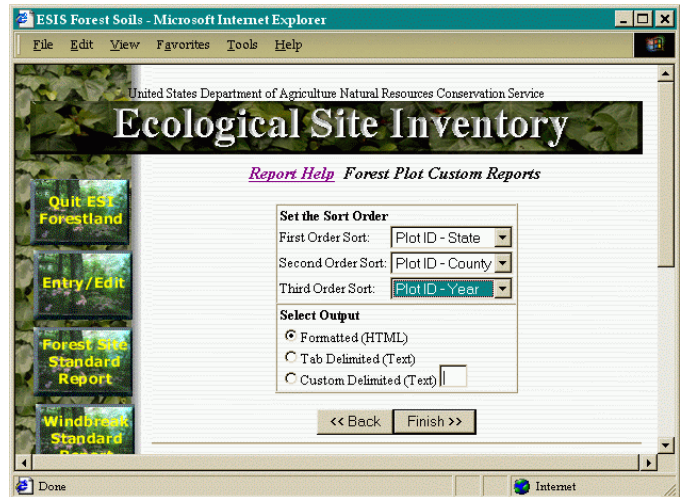 ESIS Forest Soils - Microsoft Internet Explorer
File Edit View Favorites Tools Help
United States Department of Agriculture Natural Resources Conservation Service
Ecological Site Inventory
Report Help Forest Plot Custom Reports
Quit ESI
Forestland
Entry/Edit
Forest Site
Standard
Report
Windbreak
Standard
Set the Sort Order
First Order Sort: Plot ID - State
Second Order Sort: Plot ID - County
Third Order Sort: Plot ID - Year
Select Output
Formatted (HTML)
Tab Delimited (Text)
Custom Delimited (Text)
<< Back Finish >>
Done Internet